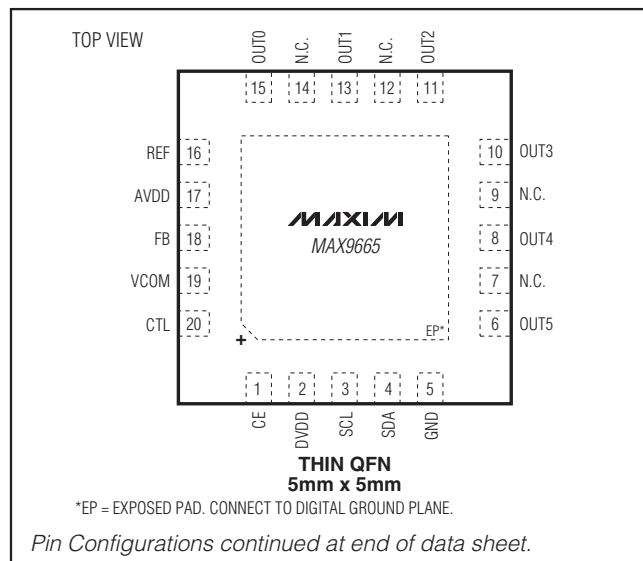 TOP VIEW
OUT0 N.C. OUT1 N.C. OUT2
15 14 13 12 11
REF 16
AVDD 17
FB 18
VCOM 19
CTL 20
10 OUT3
9 N.C.
8 OUT4
7 N.C.
6 OUT5
MAXIM
MAX9665
EP*
+
1 2 3 4 5
CE DVDD SCL SDA GND
THIN QFN
5mm x 5mm
*EP = EXPOSED PAD. CONNECT TO DIGITAL GROUND PLANE.
Pin Configurations continued at end of data sheet.